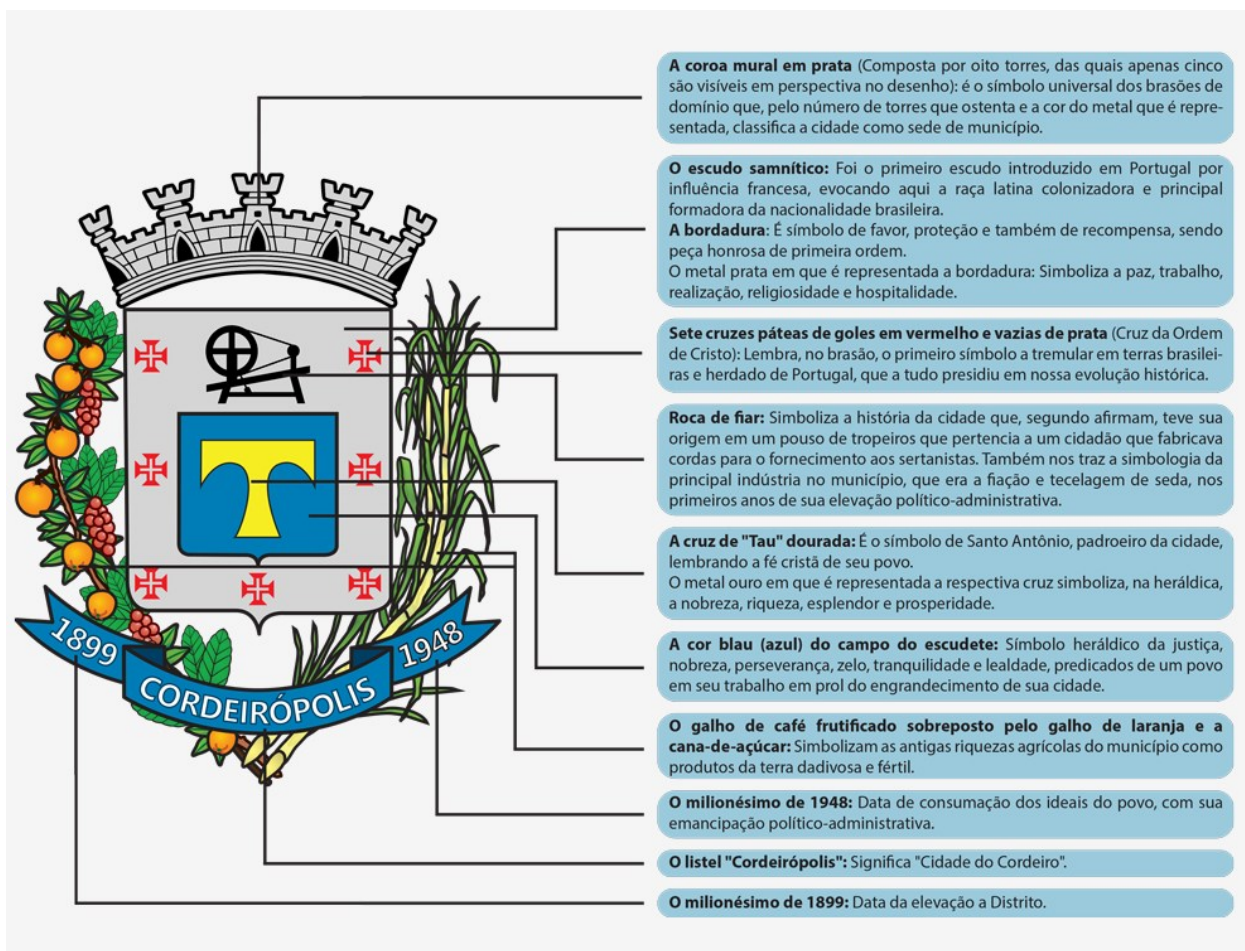 A coroa mural em prata (Composta por oito torres, das quais apenas cinco
são visíveis em perspectiva no desenho): é o símbolo universal dos brasões de
domínio que, pelo número de torres que ostenta e a cor do metal que é repre-
sentada, classifica a cidade como sede de município.
O escudo samnítico: Foi o primeiro escudo introduzido em Portugal por
influência francesa, evocando aqui a raça latina colonizadora e principal
formadora da nacionalidade brasileira.
A bordadura: É símbolo de favor, proteção e também de recompensa, sendo
peça honrosa de primeira ordem.
O metal prata em que é representada a bordadura: Simboliza a paz, trabalho,
realização, religiosidade e hospitalidade.
Sete cruzes páteas de goles em vermelho e vazias de prata (Cruz da Ordem
de Cristo): Lembra, no brasão, o primeiro símbolo a tremular em terras brasilei-
ras e herdado de Portugal, que a tudo presidiu em nossa evolução histórica.
Roca de fiar: Simboliza a história da cidade que, segundo afirmam, teve sua
origem em um pouso de tropeiros que pertencia a um cidadão que fabricava
cordas para o fornecimento aos sertanistas. Também nos traz a simbologia da
principal indústria no município, que era a fiação e tecelagem de seda, nos
primeiros anos de sua elevação político-administrativa.
A cruz de "Tau" dourada: É o símbolo de Santo Antônio, padroeiro da cidade,
lembrando a fé cristã de seu povo.
O metal ouro em que é representada a respectiva cruz simboliza, na heráldica,
a nobreza, riqueza, esplendor e prosperidade.
A cor blau (azul) do campo do escudete: Símbolo heráldico da justiça,
nobreza, perseverança, zelo, tranquilidade e lealdade, predicados de um povo
em seu trabalho em prol do engrandecimento de sua cidade.
O galho de café frutificado sobreposto pelo galho de laranja e a
cana-de-açúcar: Simbolizam as antigas riquezas agrícolas do município como
produtos da terra dadivosa e fértil.
O milionésimo de 1948: Data de consumação dos ideais do povo, com sua
emancipação político-administrativa.
O listel "Cordeirópolis": Significa "Cidade do Cordeiro".
O milionésimo de 1899: Data da elevação a Distrito.
1899
CORDEIRÓPOLIS
1948